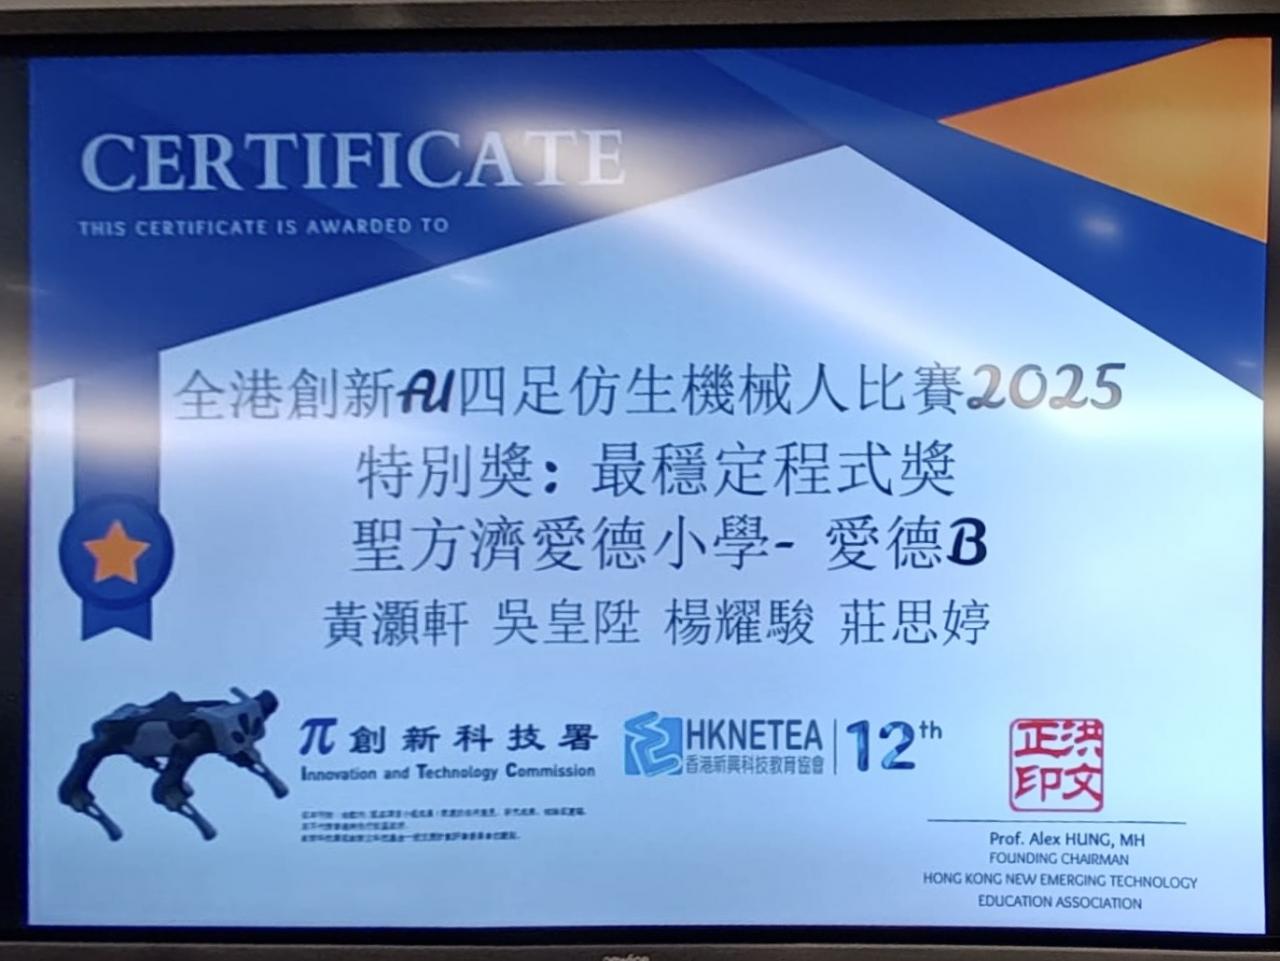 CERTIFICATE
THIS CERTIFICATE IS AWARDED TO
全港創新AI四足仿生機械人比賽2025
特別獎: 最穩定程式獎
聖方濟愛德小學- 愛德B
黃灝軒 吳皇陞 楊耀駿 莊思婷
創新科技署
Innovation and Technology Commission
HKNETEA
香港新興科技教育協會
12th
洪文正印
Prof. Alex HUNG, MH
FOUNDING CHAIRMAN
HONG KONG NEW EMERGING TECHNOLOGY
EDUCATION ASSOCIATION